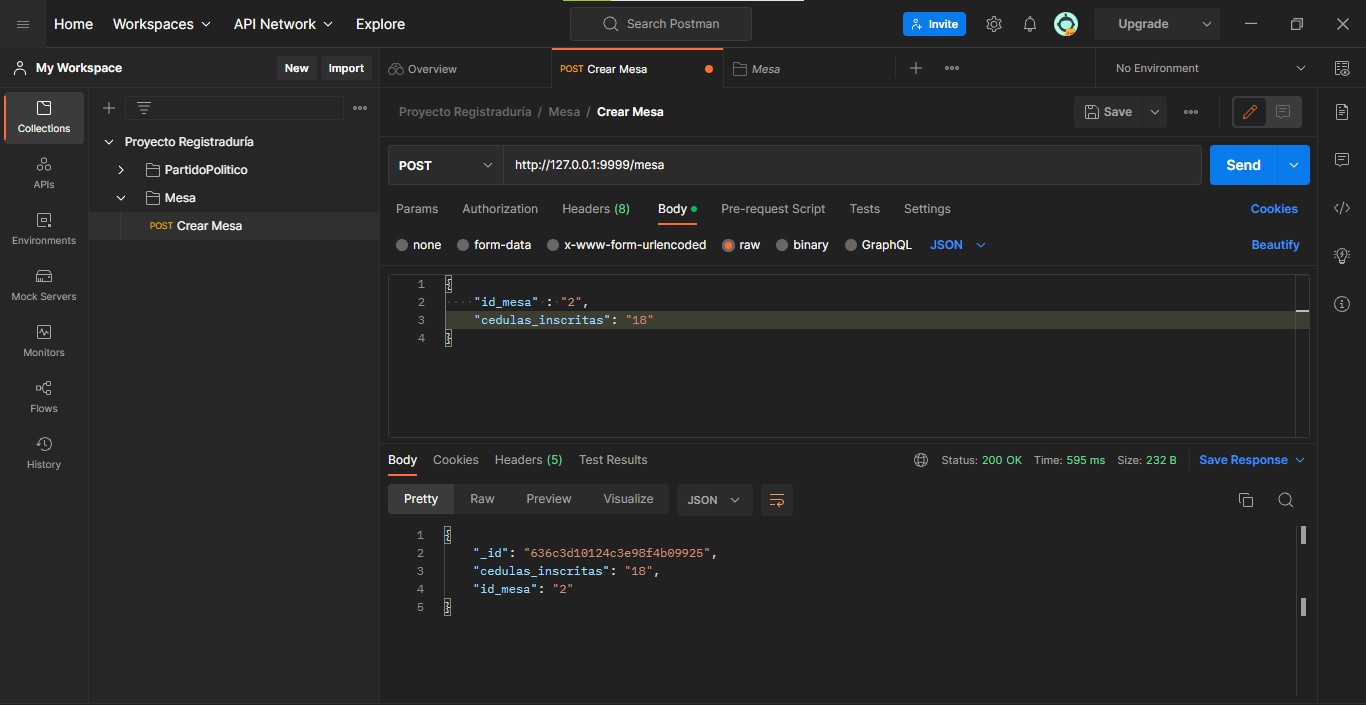 Home Workspaces API Network Explore Search Postman Invite Upgrade
My Workspace New Import Overview POST Crear Mesa Mesa No Environment
Collections
APIs
Environments
Mock Servers
Monitors
Flows
History
Proyecto Registraduría
PartidoPolitico
Mesa
POST Crear Mesa
Proyecto Registraduría / Mesa / Crear Mesa Save
POST http://127.0.0.1:9999/mesa Send
Params Authorization Headers (8) Body Pre-request Script Tests Settings Cookies
none form-data x-www-form-urlencoded raw binary GraphQL JSON Beautify
1 {
2 "id_mesa" : "2",
3 "cedulas_inscritas": "18"
4 }
Body Cookies Headers (5) Test Results Status: 200 OK Time: 595 ms Size: 232 B Save Response
Pretty Raw Preview Visualize JSON
1 {
2 "_id": "636c3d10124c3e98f4b09925",
3 "cedulas_inscritas": "18",
4 "id_mesa": "2"
5 }